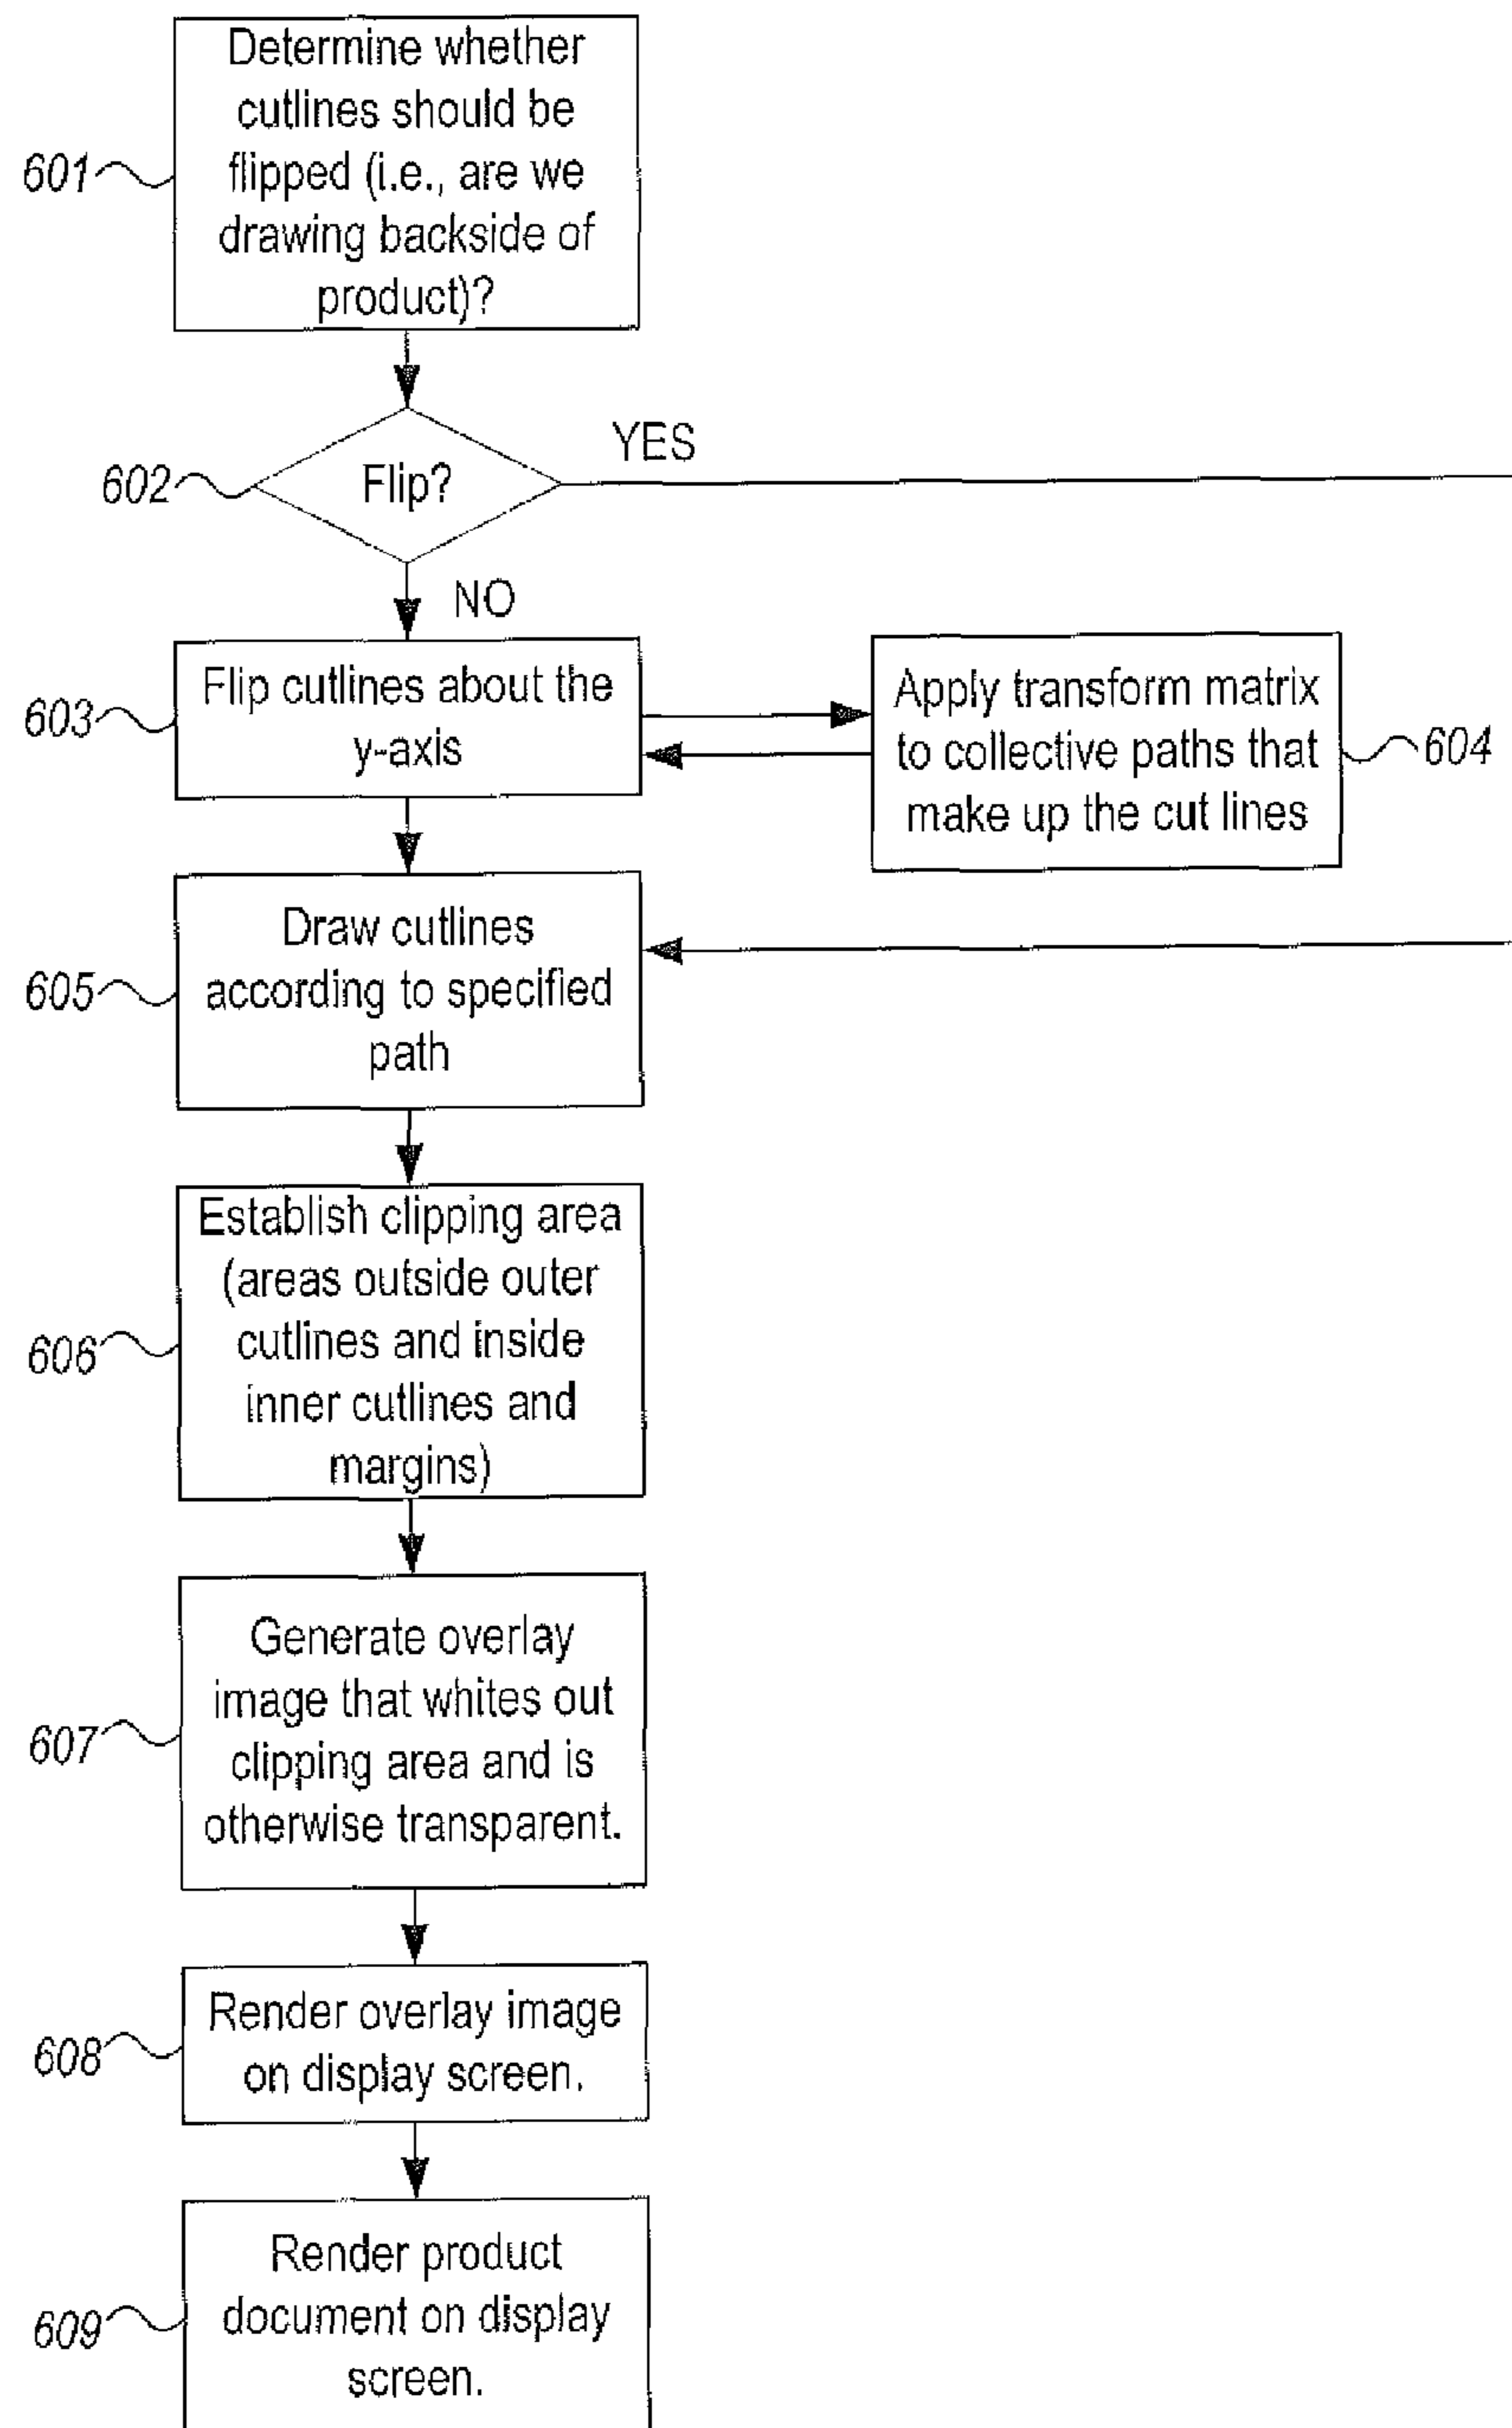 Determine whether
cutlines should be
flipped (i.e., are we
drawing backside of
product)?
601
602
Flip?
YES
NO
603
Flip cutlines about the
y-axis
Apply transform matrix
to collective paths that
make up the cut lines
604
605
Draw cutlines
according to specified
path
606
Establish clipping area
(areas outside outer
cutlines and inside
inner cutlines and
margins)
607
Generate overlay
image that whites out
clipping area and is
otherwise transparent.
608
Render overlay image
on display screen.
609
Render product
document on display
screen.